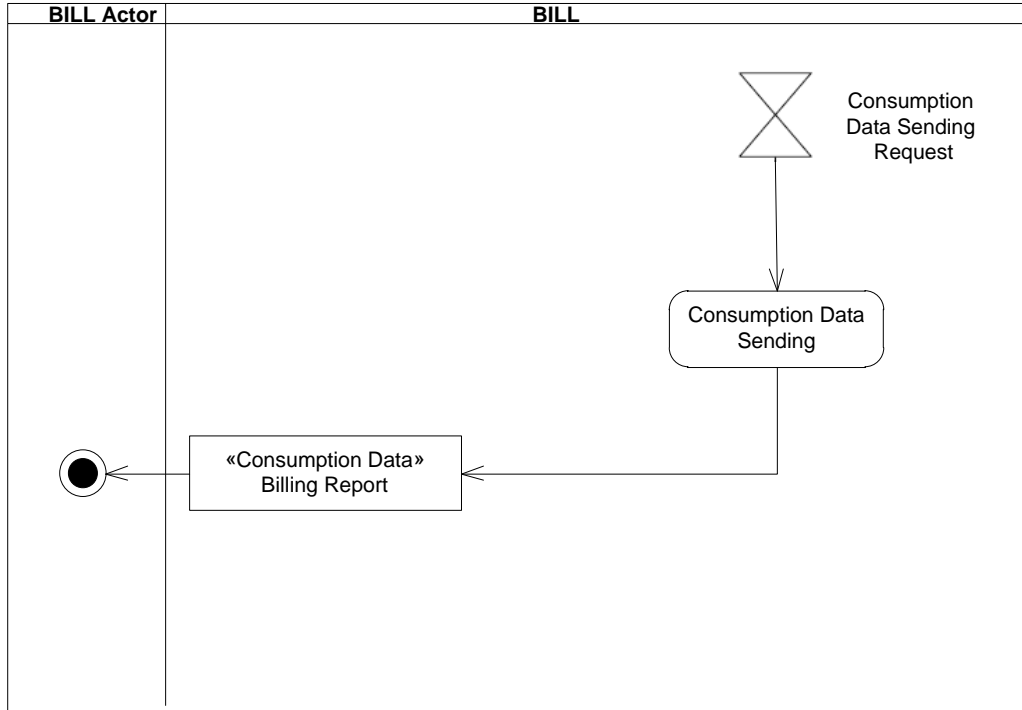 BILL Actor
BILL
Consumption
Data Sending
Request
Consumption Data
Sending
«Consumption Data»
Billing Report